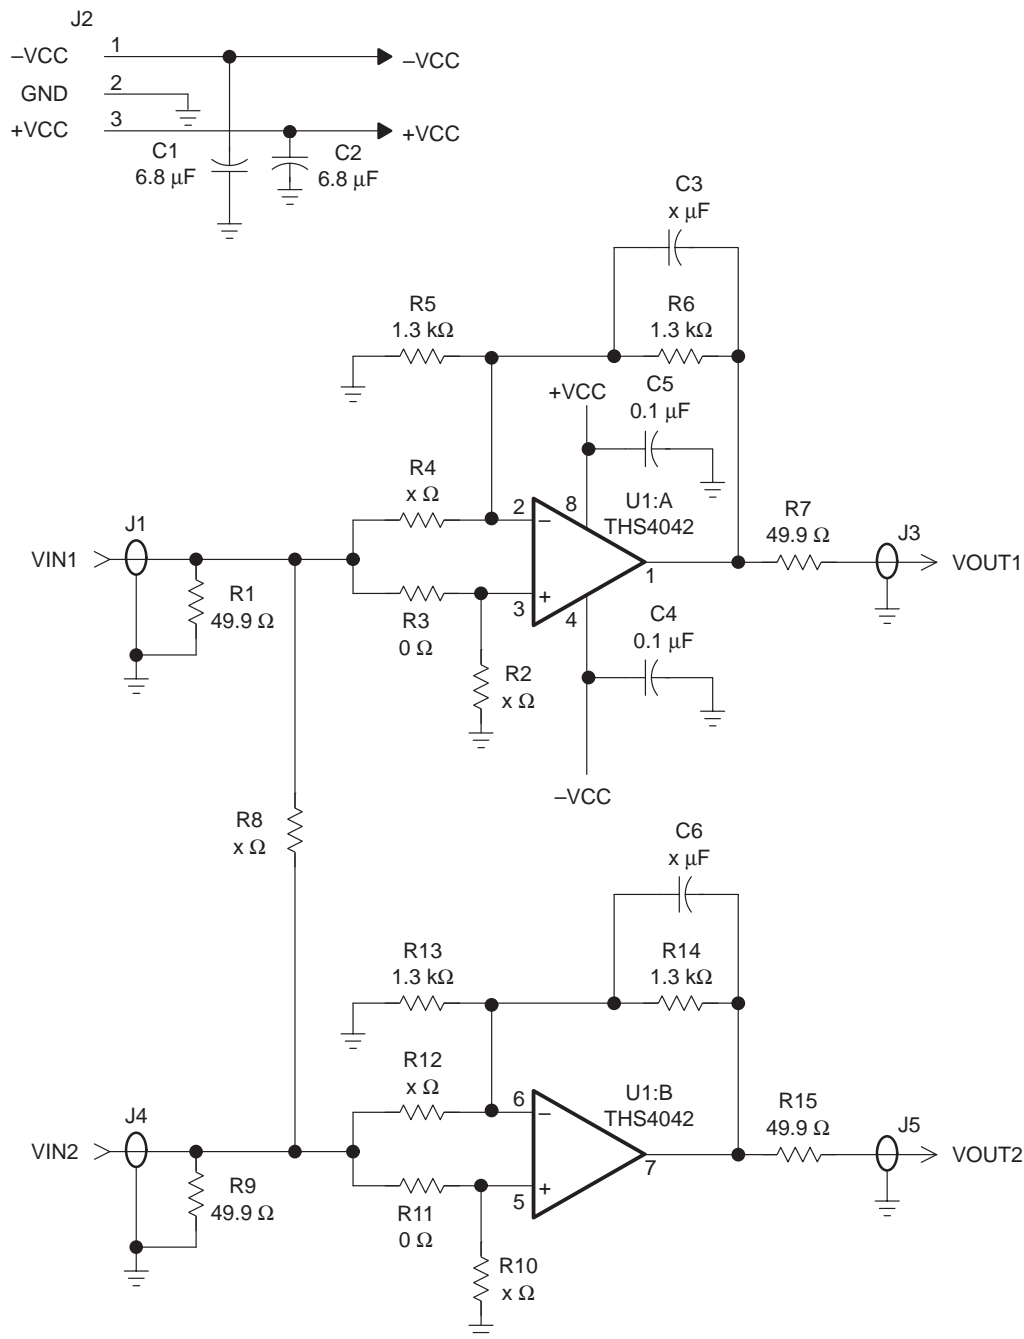 J2
–VCC 1 –VCC
GND 2
+VCC 3 +VCC
C1
6.8 μF
C2
6.8 μF
C3
x μF
R5
1.3 kΩ
R6
1.3 kΩ
+VCC
C5
0.1 μF
R4
x Ω
2
–
8
U1:A
THS4042
R7
49.9 Ω
J1
J3
VIN1
VOUT1
R1
49.9 Ω
R3
0 Ω
3
+
4
1
C4
0.1 μF
R2
x Ω
–VCC
R8
x Ω
C6
x μF
R13
1.3 kΩ
R14
1.3 kΩ
R12
x Ω
6
–
U1:B
THS4042
R15
49.9 Ω
J4
J5
VIN2
VOUT2
R9
49.9 Ω
R11
0 Ω
5
+
7
R10
x Ω